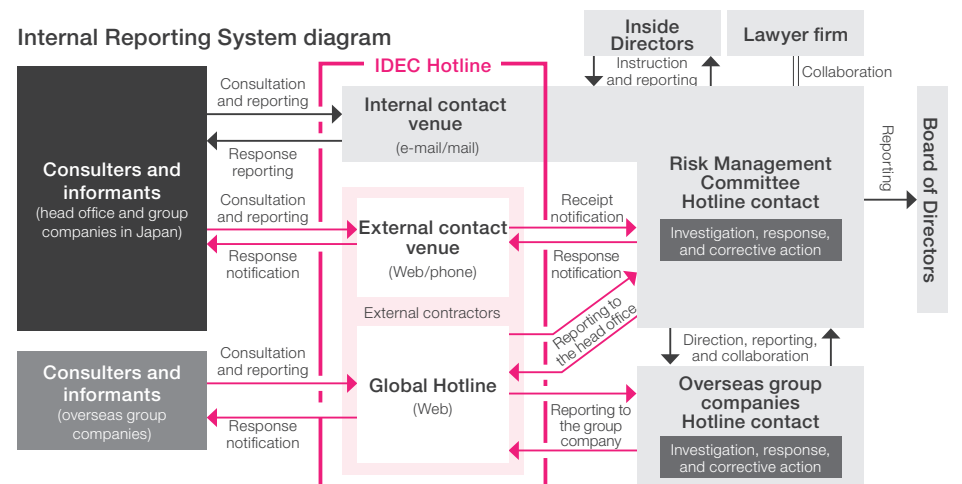 Internal Reporting System diagram
Inside
Directors
Lawyer firm
IDEC Hotline
Instruction
and reporting
Collaboration
Consultation
and reporting
Internal contact
venue
(e-mail/mail)
Response
reporting
Consulters and
informants
(head office and group
companies in Japan)
Consultation
and reporting
External contact
venue
(Web/phone)
Response
notification
Receipt
notification
Response
notification
Risk Management
Committee
Hotline contact
Investigation, response,
and corrective action
Reporting
Board of Directors
External contractors
Reporting to
the head office
Direction, reporting,
and collaboration
Consulters and
informants
(overseas group
companies)
Consultation
and reporting
Response
notification
Global Hotline
(Web)
Reporting to
the group
company
Overseas group
companies
Hotline contact
Investigation, response,
and corrective action